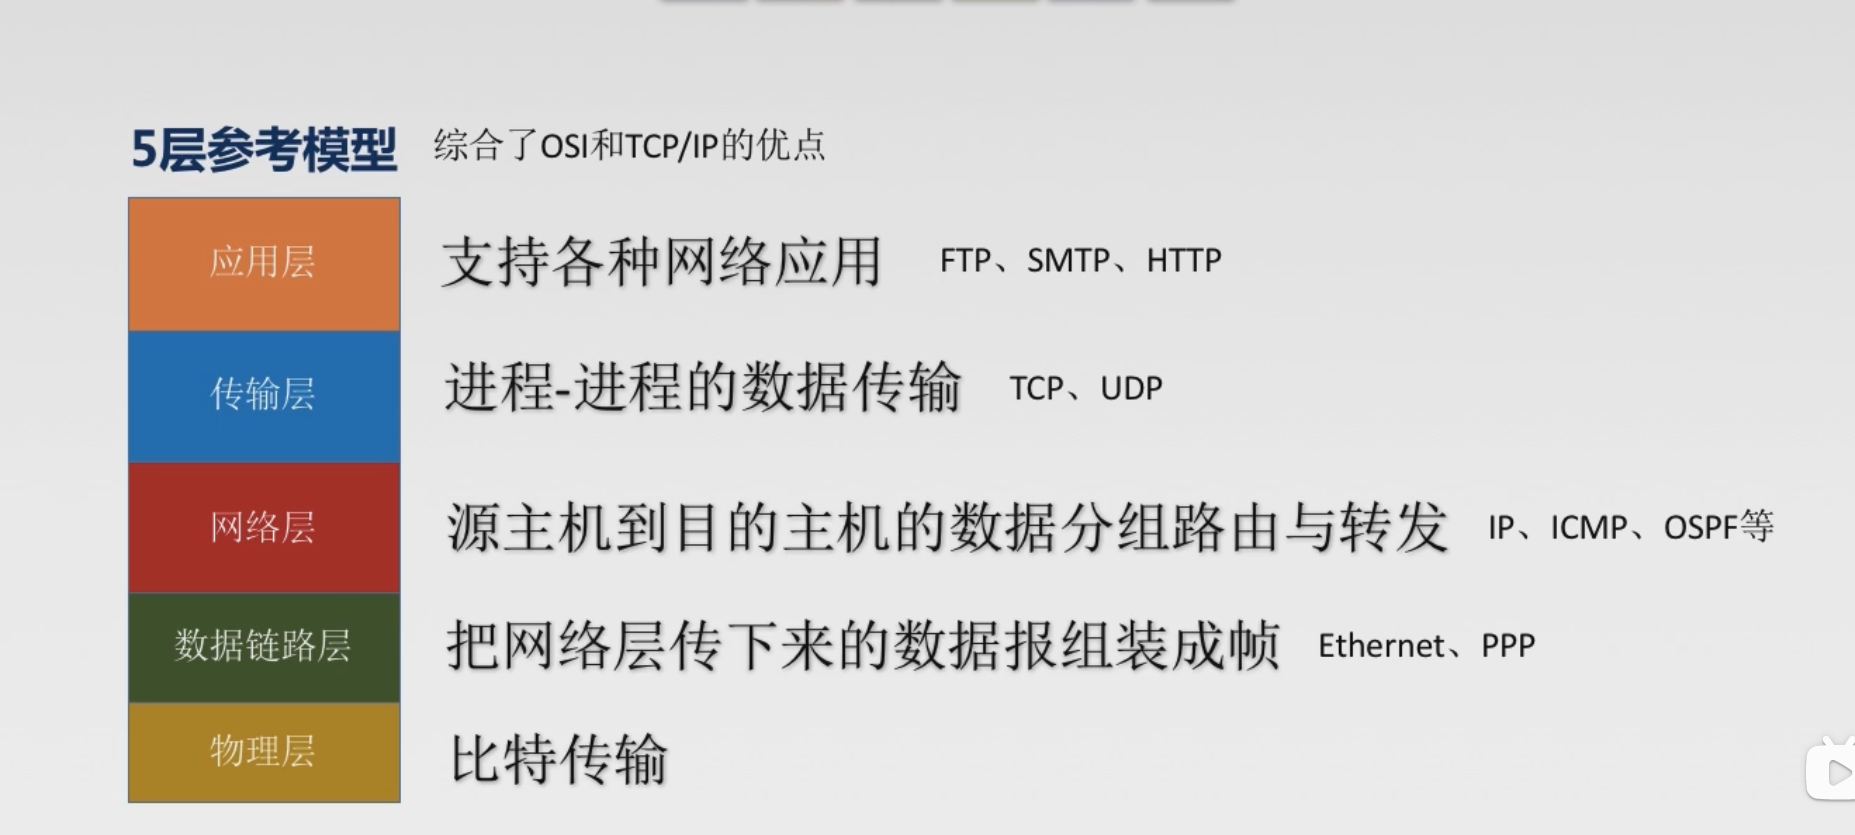 5层参考模型 综合了OSI和TCP/IP的优点
应用层 支持各种网络应用 FTP、SMTP、HTTP
传输层 进程-进程的数据传输 TCP、UDP
网络层 源主机到目的主机的数据分组路由与转发 IP、ICMP、OSPF等
数据链路层 把网络层传下来的数据报组装成帧 Ethernet、PPP
物理层 比特传输